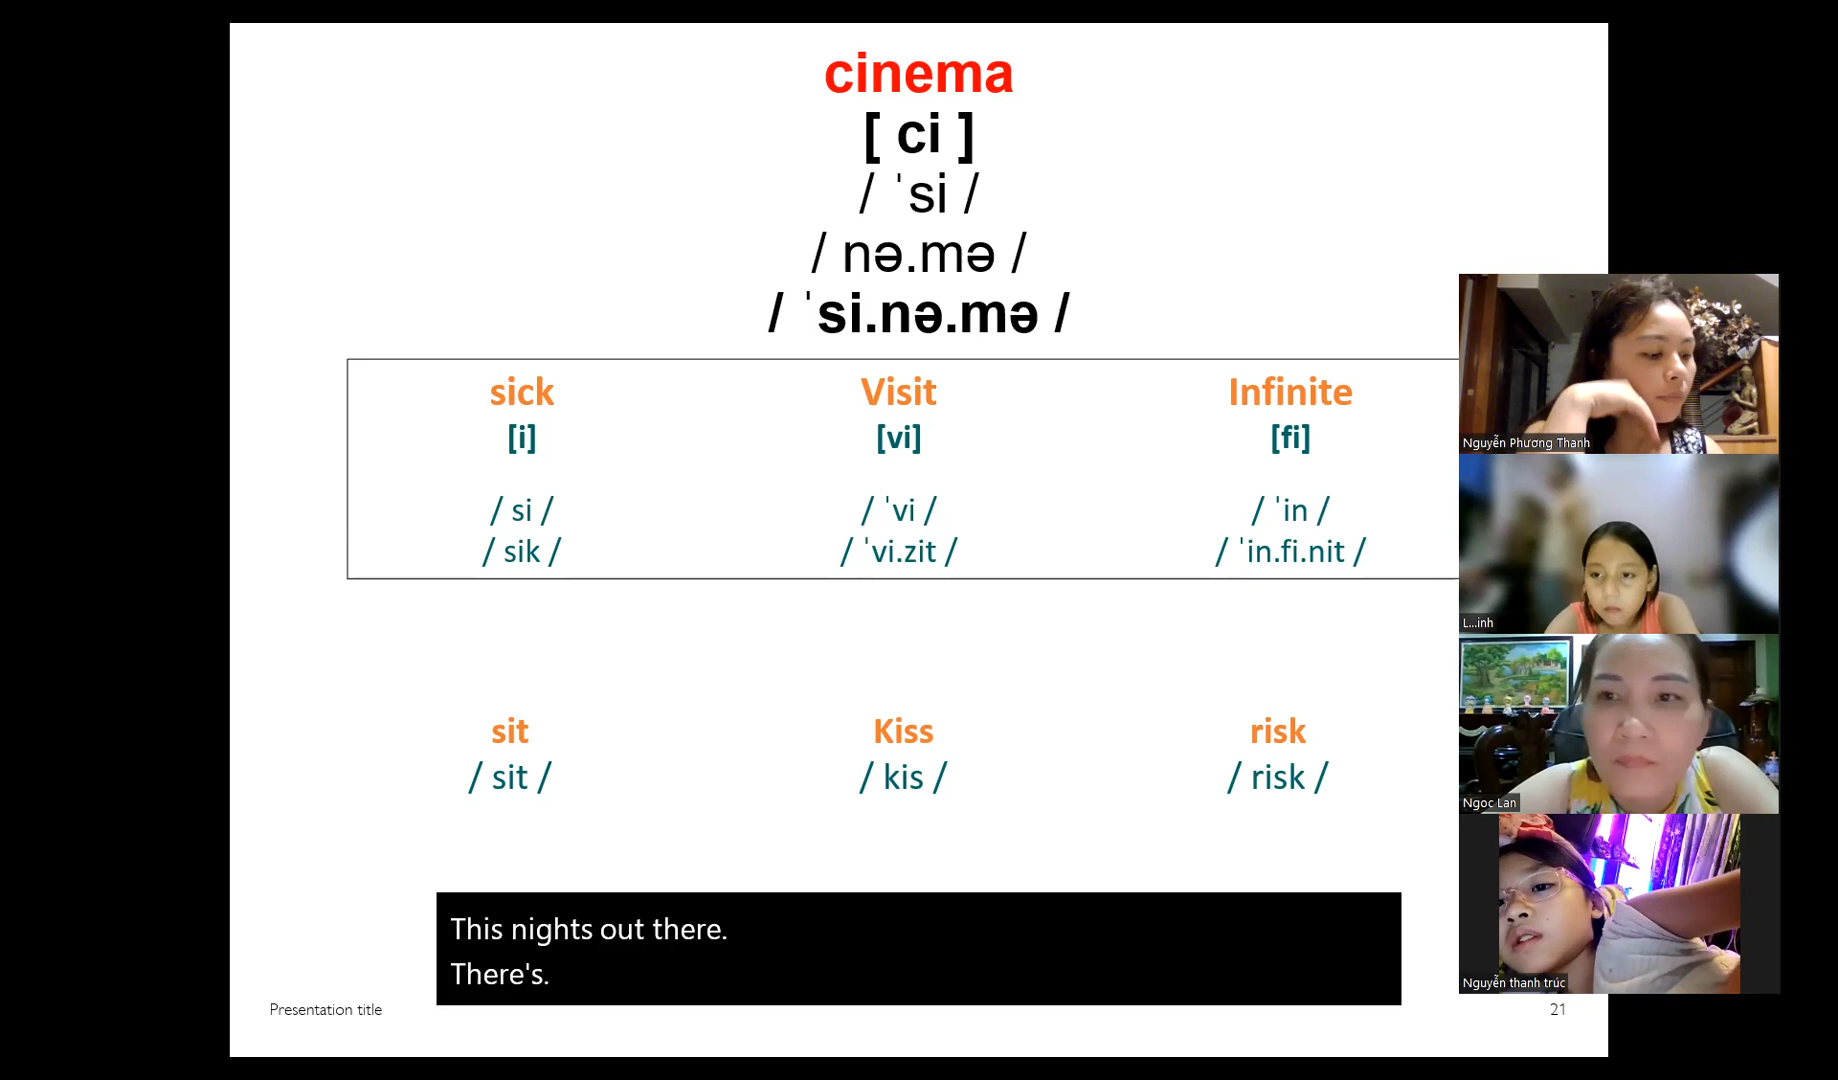 cinema
[ ci ]
/ ˈsi /
/ nə.mə /
/ ˈsi.nə.mə /
sick Visit Infinite
[i] [vi] [fi]
/ si / / ˈvi / / ˈin /
/ sik / / ˈvi.zit / / ˈin.fi.nit /
sit Kiss risk
/ sit / / kis / / risk /
This nights out there.
There's.
Presentation title
21
Nguyễn Phương Thanh
L...inh
Ngoc Lan
Nguyễn thanh trúc